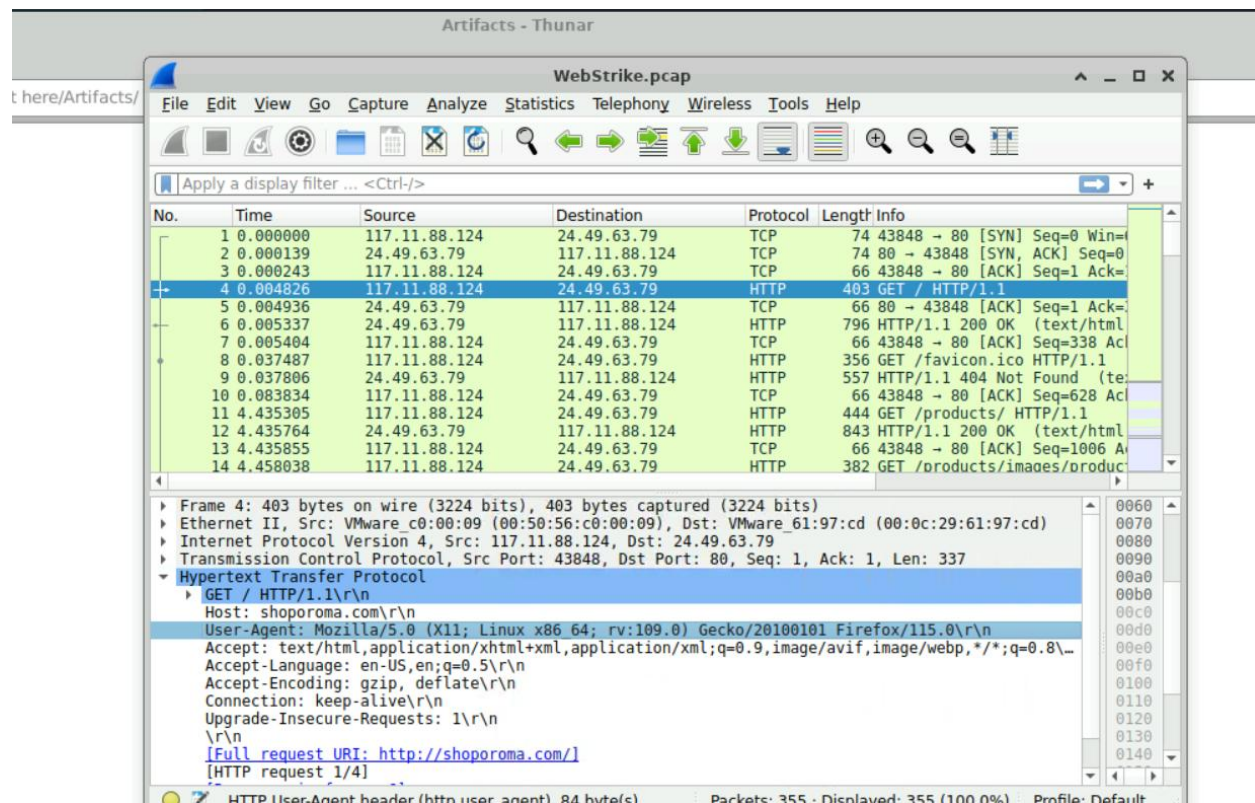 Artifacts - Thunar
t here/Artifacts/
WebStrike.pcap
File Edit View Go Capture Analyze Statistics Telephony Wireless Tools Help
Apply a display filter ... <Ctrl-/>
No. Time Source Destination Protocol Length Info
1 0.000000 117.11.88.124 24.49.63.79 TCP 74 43848 → 80 [SYN] Seq=0
2 0.000139 24.49.63.79 117.11.88.124 TCP 74 80 → 43848 [SYN, ACK] Seq=0
3 0.000243 117.11.88.124 24.49.63.79 TCP 66 43848 → 80 [ACK] Seq=1
4 0.004826 117.11.88.124 24.49.63.79 HTTP 403 GET / HTTP/1.1
5 0.004936 24.49.63.79 117.11.88.124 TCP 66 80 → 43848 [ACK] Seq=1
6 0.005337 24.49.63.79 117.11.88.124 HTTP 796 HTTP/1.1 200 OK (text/html
7 0.005404 117.11.88.124 24.49.63.79 TCP 66 43848 → 80 [ACK] Seq=338
8 0.037487 117.11.88.124 24.49.63.79 HTTP 356 GET /favicon.ico HTTP/1.1
9 0.037806 24.49.63.79 117.11.88.124 HTTP 557 HTTP/1.1 404 Not Found
10 0.083834 117.11.88.124 24.49.63.79 TCP 66 43848 → 80 [ACK] Seq=628
11 4.435305 117.11.88.124 24.49.63.79 HTTP 444 GET /products/ HTTP/1.1
12 4.435764 24.49.63.79 117.11.88.124 HTTP 843 HTTP/1.1 200 OK (text/html
13 4.435855 117.11.88.124 24.49.63.79 TCP 66 43848 → 80 [ACK] Seq=1006
14 4.458038 117.11.88.124 24.49.63.79 HTTP 382 GET /products/images/produc
Frame 4: 403 bytes on wire (3224 bits), 403 bytes captured (3224 bits)
Ethernet II, Src: VMware_c0:00:09 (00:50:56:c0:00:09), Dst: VMware_61:97:cd (00:0c:29:61:97:cd)
Internet Protocol Version 4, Src: 117.11.88.124, Dst: 24.49.63.79
Transmission Control Protocol, Src Port: 43848, Dst Port: 80, Seq: 1, Ack: 1, Len: 337
Hypertext Transfer Protocol
GET / HTTP/1.1\r\n
Host: shoporoma.com\r\n
User-Agent: Mozilla/5.0 (X11; Linux x86_64; rv:109.0) Gecko/20100101 Firefox/115.0\r\n
Accept: text/html,application/xhtml+xml,application/xml;q=0.9,image/avif,image/webp,*/*;q=0.8\…
Accept-Language: en-US,en;q=0.5\r\n
Accept-Encoding: gzip, deflate\r\n
Connection: keep-alive\r\n
Upgrade-Insecure-Requests: 1\r\n
\r\n
[Full request URI: http://shoporoma.com/]
[HTTP request 1/4]
0060
0070
0080
0090
00a0
00b0
00c0
00d0
00e0
00f0
0100
0110
0120
0130
0140
HTTP User-Agent header (http.user_agent), 84 byte(s) Packets: 355 · Displayed: 355 (100.0%) Profile: Default